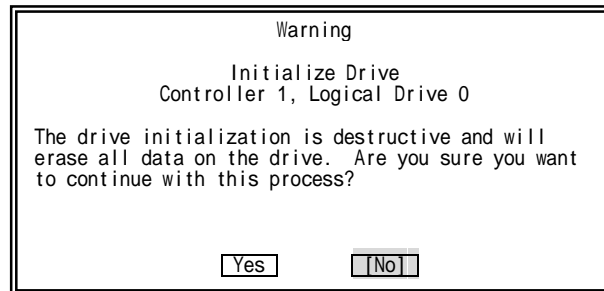 Warning
Initialize Drive
Controller 1, Logical Drive 0
The drive initialization is destructive and will
erase all data on the drive.  Are you sure you want
to continue with this process?
Yes [No]